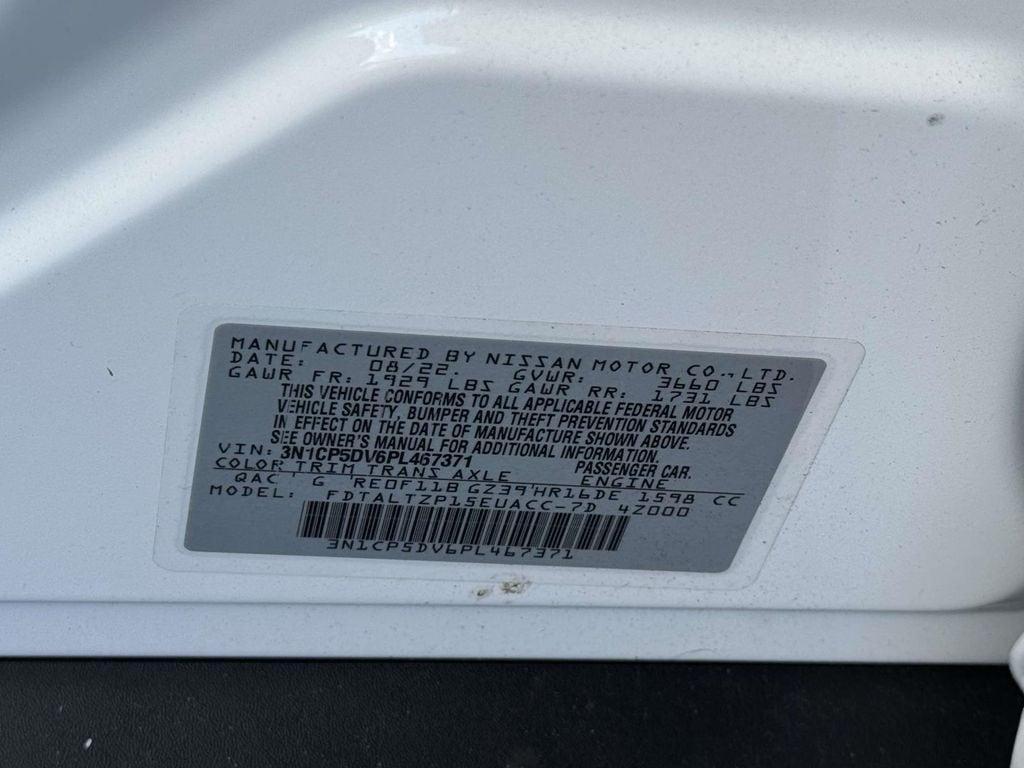 MANUFACTURED BY NISSAN MOTOR CO.,LTD.
DATE: 08/22. GVWR: 3660 LBS
GAWR FR: 1929 LBS GAWR RR: 1731 LBS
THIS VEHICLE CONFORMS TO ALL APPLICABLE FEDERAL MOTOR
VEHICLE SAFETY, BUMPER AND THEFT PREVENTION STANDARDS
IN EFFECT ON THE DATE OF MANUFACTURE SHOWN ABOVE.
SEE OWNER'S MANUAL FOR ADDITIONAL INFORMATION.
VIN: 3N1CP5DV6PL467371 PASSENGER CAR.
COLOR TRIM TRANS AXLE ENGINE
QAC G RE0F11B GZ39 HR16DE 1598 CC
MODEL: FDTALTZP15EUACC-7D 4Z000
3N1CP5DV6PL467371